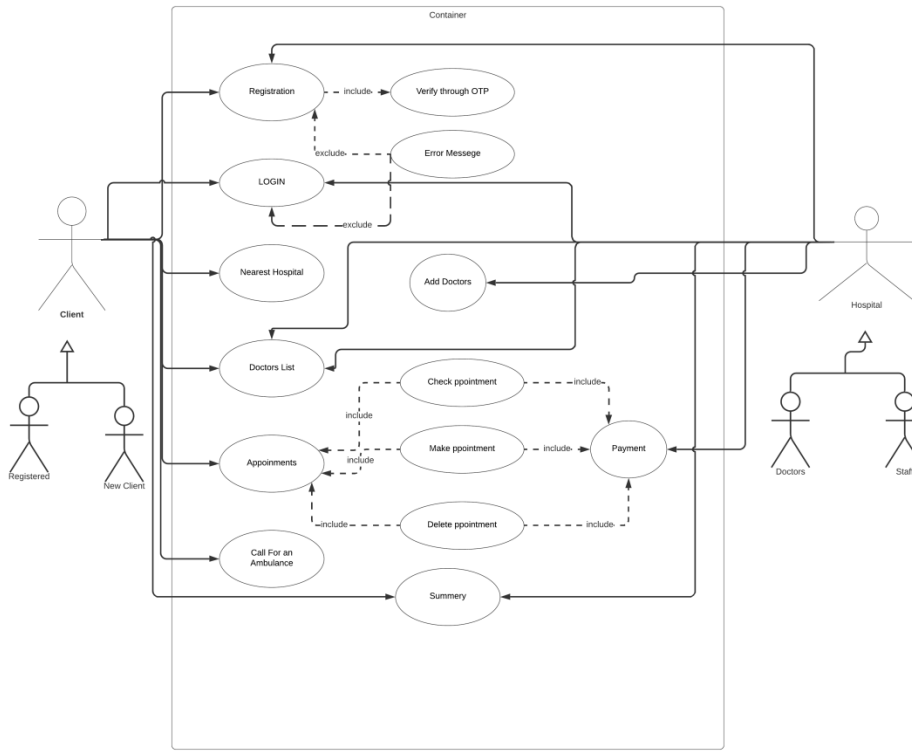 Container
Registration
include
Verify through OTP
exclude
Error Messege
LOGIN
exclude
Nearest Hospital
Add Doctors
Client
Hospital
Doctors List
Check ppointment
include
include
Appoinments
include
Make ppointment
include
Payment
Registered
New Client
Doctors
Staff
include
Delete ppointment
include
Call For an
Ambulance
Summery